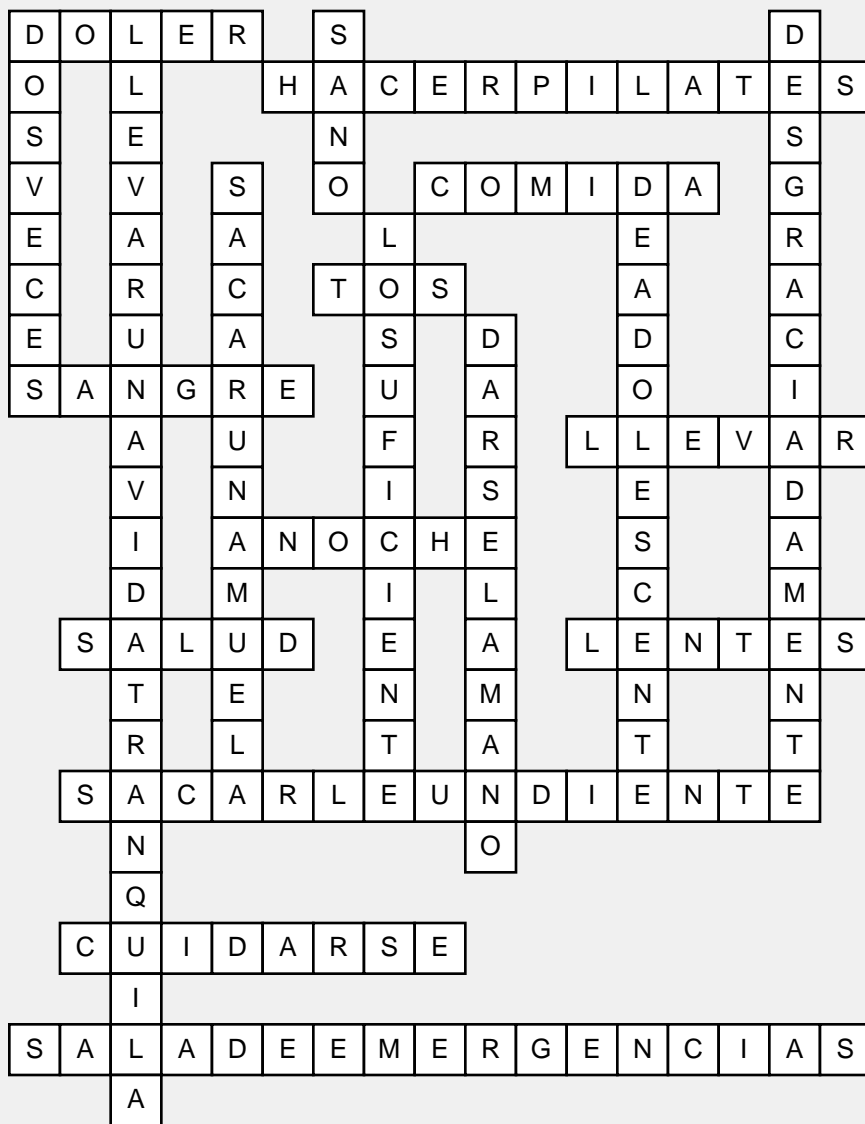 D O L E R S D
O L H A C E R P I L A T E S
S E N S
V V S O C O M I D A G
E A A L E R
C R C T O S A A
E U A S D D C
S A N G R E U A O I
A U F R L L E V A R
V N I S E D
I A N O C H E S A
D M I L C M
S A L U D E A L E N T E S
T E N M N N
R L T A T T
S A C A R L E U N D I E N T E
N O
Q
C U I D A R S E
I
S A L A D E E M E R G E N C I A S
A